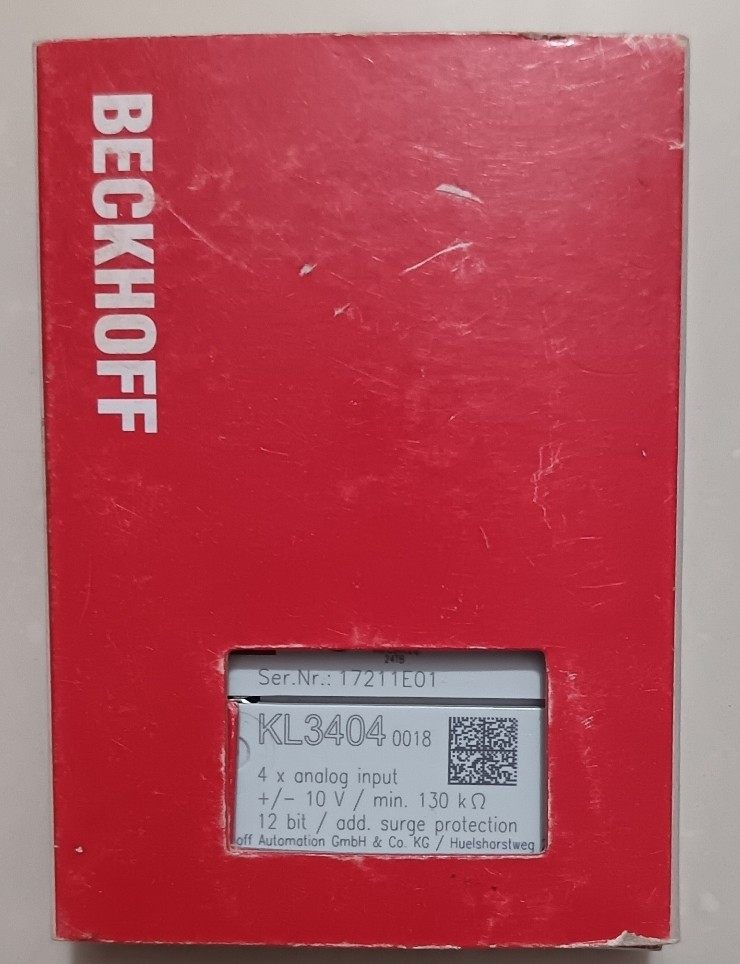 BECKHOFF
24TB
Ser.Nr.: 17211E01
KL3404 0018
4 x analog input
+/- 10 V / min. 130 kΩ
12 bit / add. surge protection
off Automation GmbH & Co. KG / Huelshorstweg